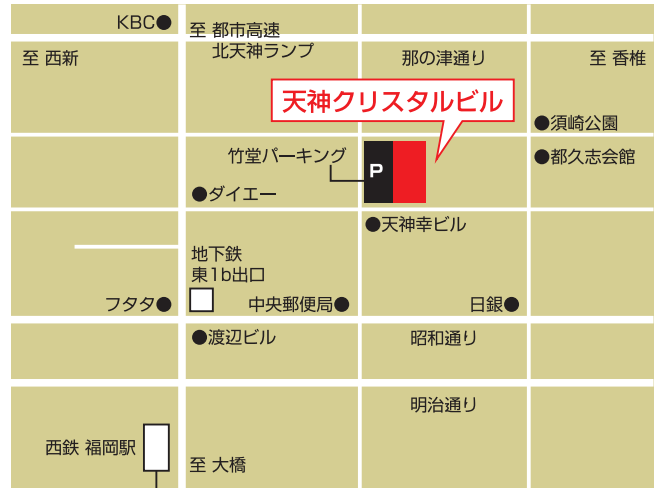 KBC●
至 都市高速
北天神ランプ
至 西新
那の津通り
至 香椎
天神クリスタルビル
●須崎公園
竹堂パーキング
P
●都久志会館
●ダイエー
●天神幸ビル
地下鉄
東1b出口
フタタ●
中央郵便局●
日銀●
●渡辺ビル
昭和通り
明治通り
西鉄 福岡駅
至 大橋